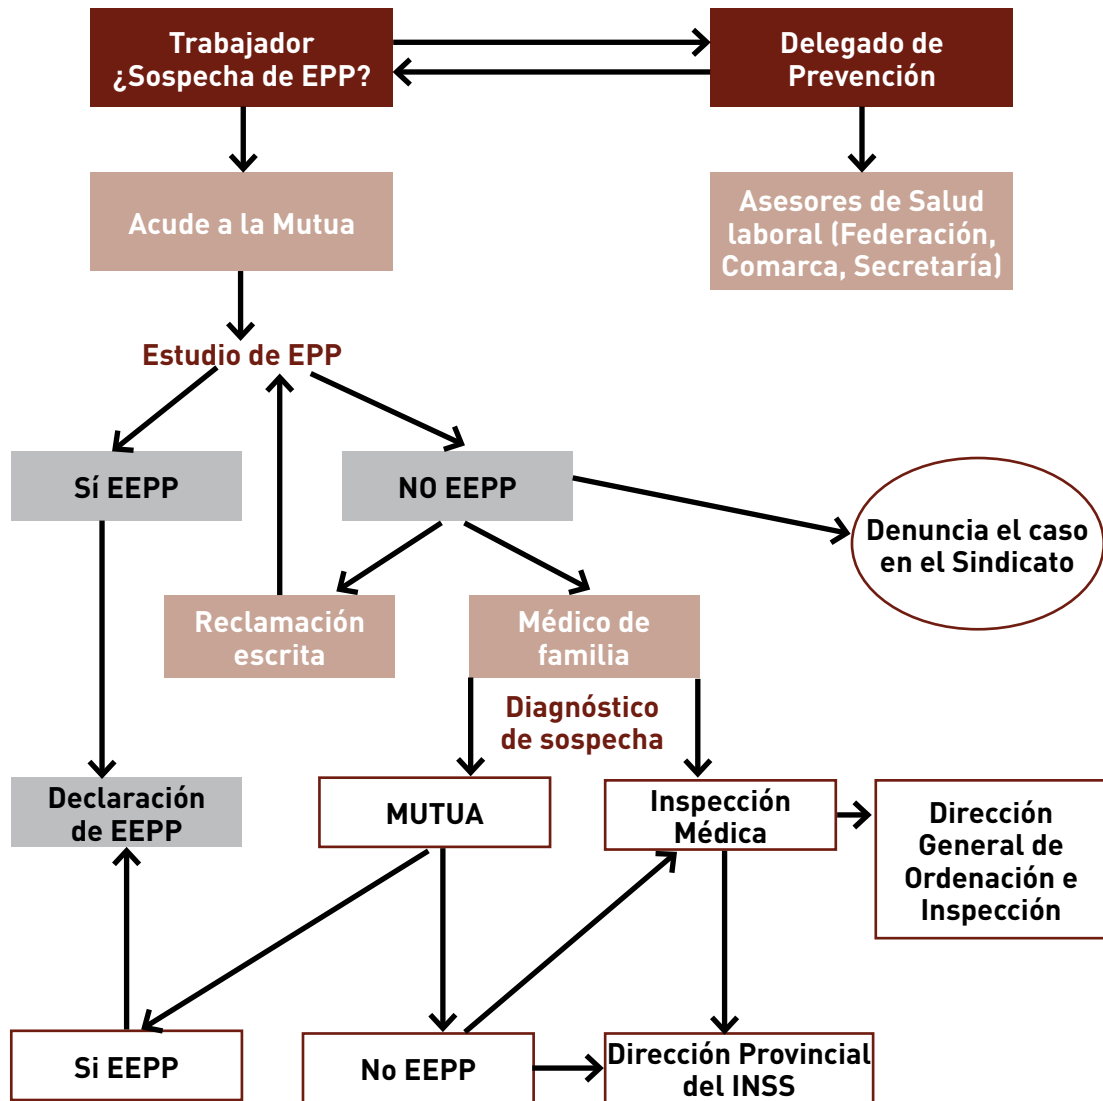 Trabajador
¿Sospecha de EPP?
Delegado de
Prevención
Acude a la Mutua
Asesores de Salud
laboral (Federación,
Comarca, Secretaría)
Estudio de EPP
Sí EEPP
NO EEPP
Denuncia el caso
en el Sindicato
Reclamación
escrita
Médico de
familia
Diagnóstico
de sospecha
Declaración
de EEPP
MUTUA
Inspección
Médica
Dirección
General de
Ordenación e
Inspección
Si EEPP
No EEPP
Dirección Provincial
del INSS